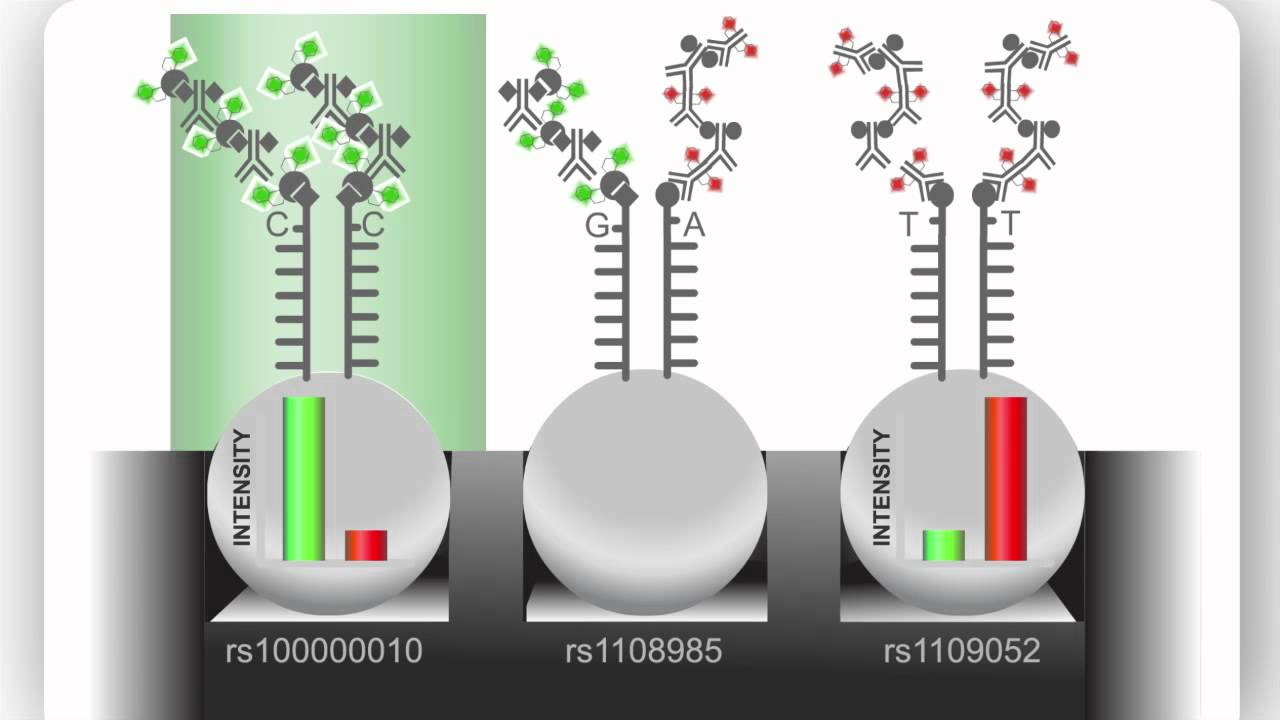 C C
G A
T T
INTENSITY
INTENSITY
rs100000010
rs1108985
rs1109052